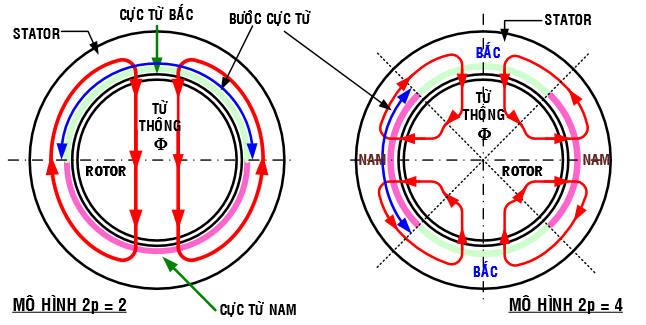 CỰC TỪ BẮC
BƯỚC CỰC TỪ
STATOR
TỪ
THÔNG
Φ
ROTOR
CỰC TỪ NAM
MÔ HÌNH 2p = 2
STATOR
BẮC
TỪ
THÔNG
Φ
NAM
NAM
ROTOR
BẮC
MÔ HÌNH 2p = 4